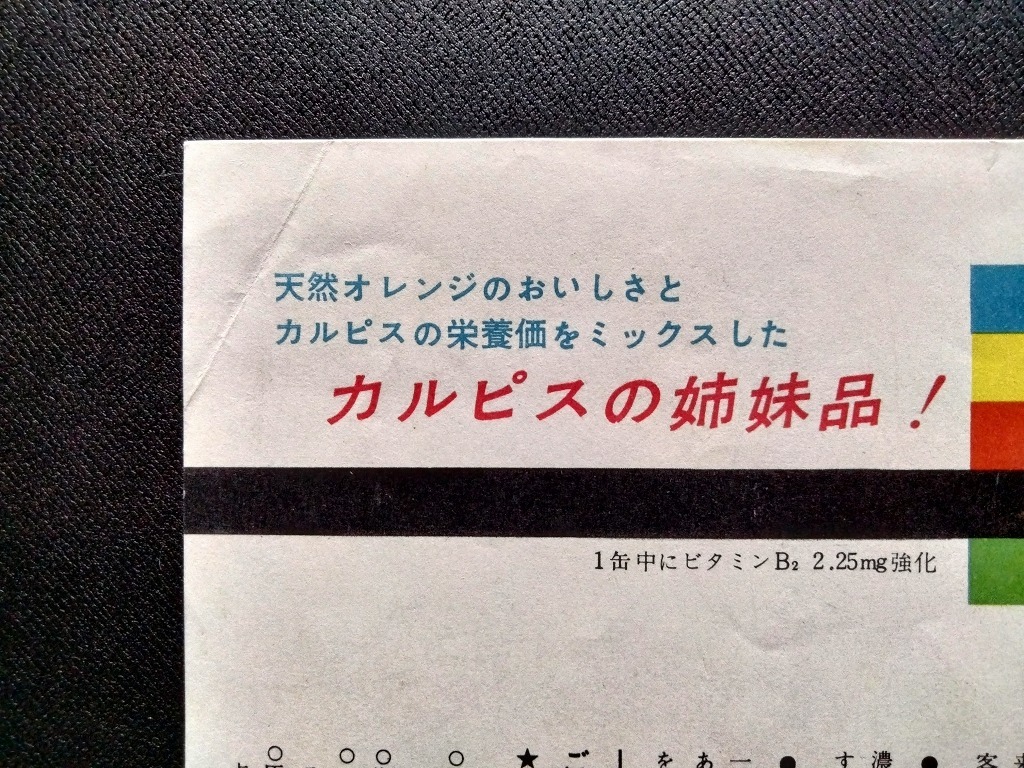 天然オレンジのおいしさと
カルピスの栄養価をミックスした
カルピスの姉妹品！
1缶中にビタミンB₂ 2.25mg強化